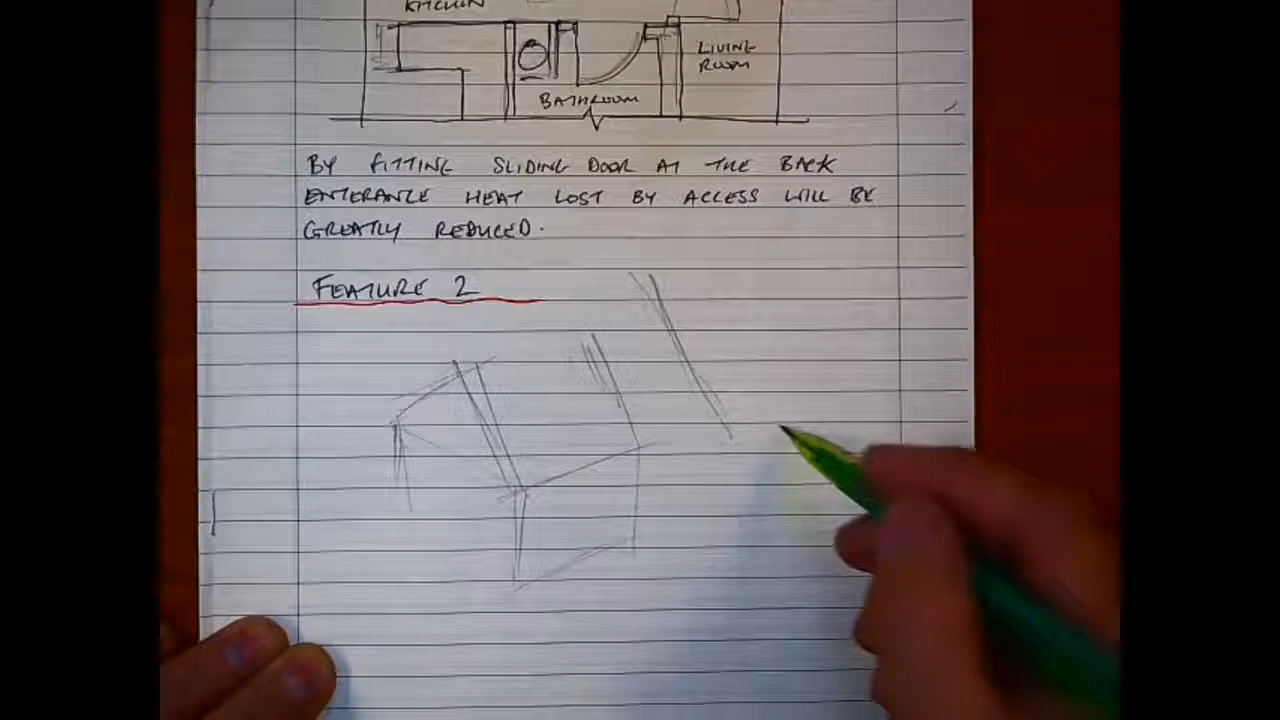 KITCHEN
LIVING
ROOM
BATHROOM
BY FITTING SLIDING DOOR AT THE BACK
ENTERANCE HEAT LOST BY ACCESS WILL BE
GREATLY REDUCED.
FEATURE 2